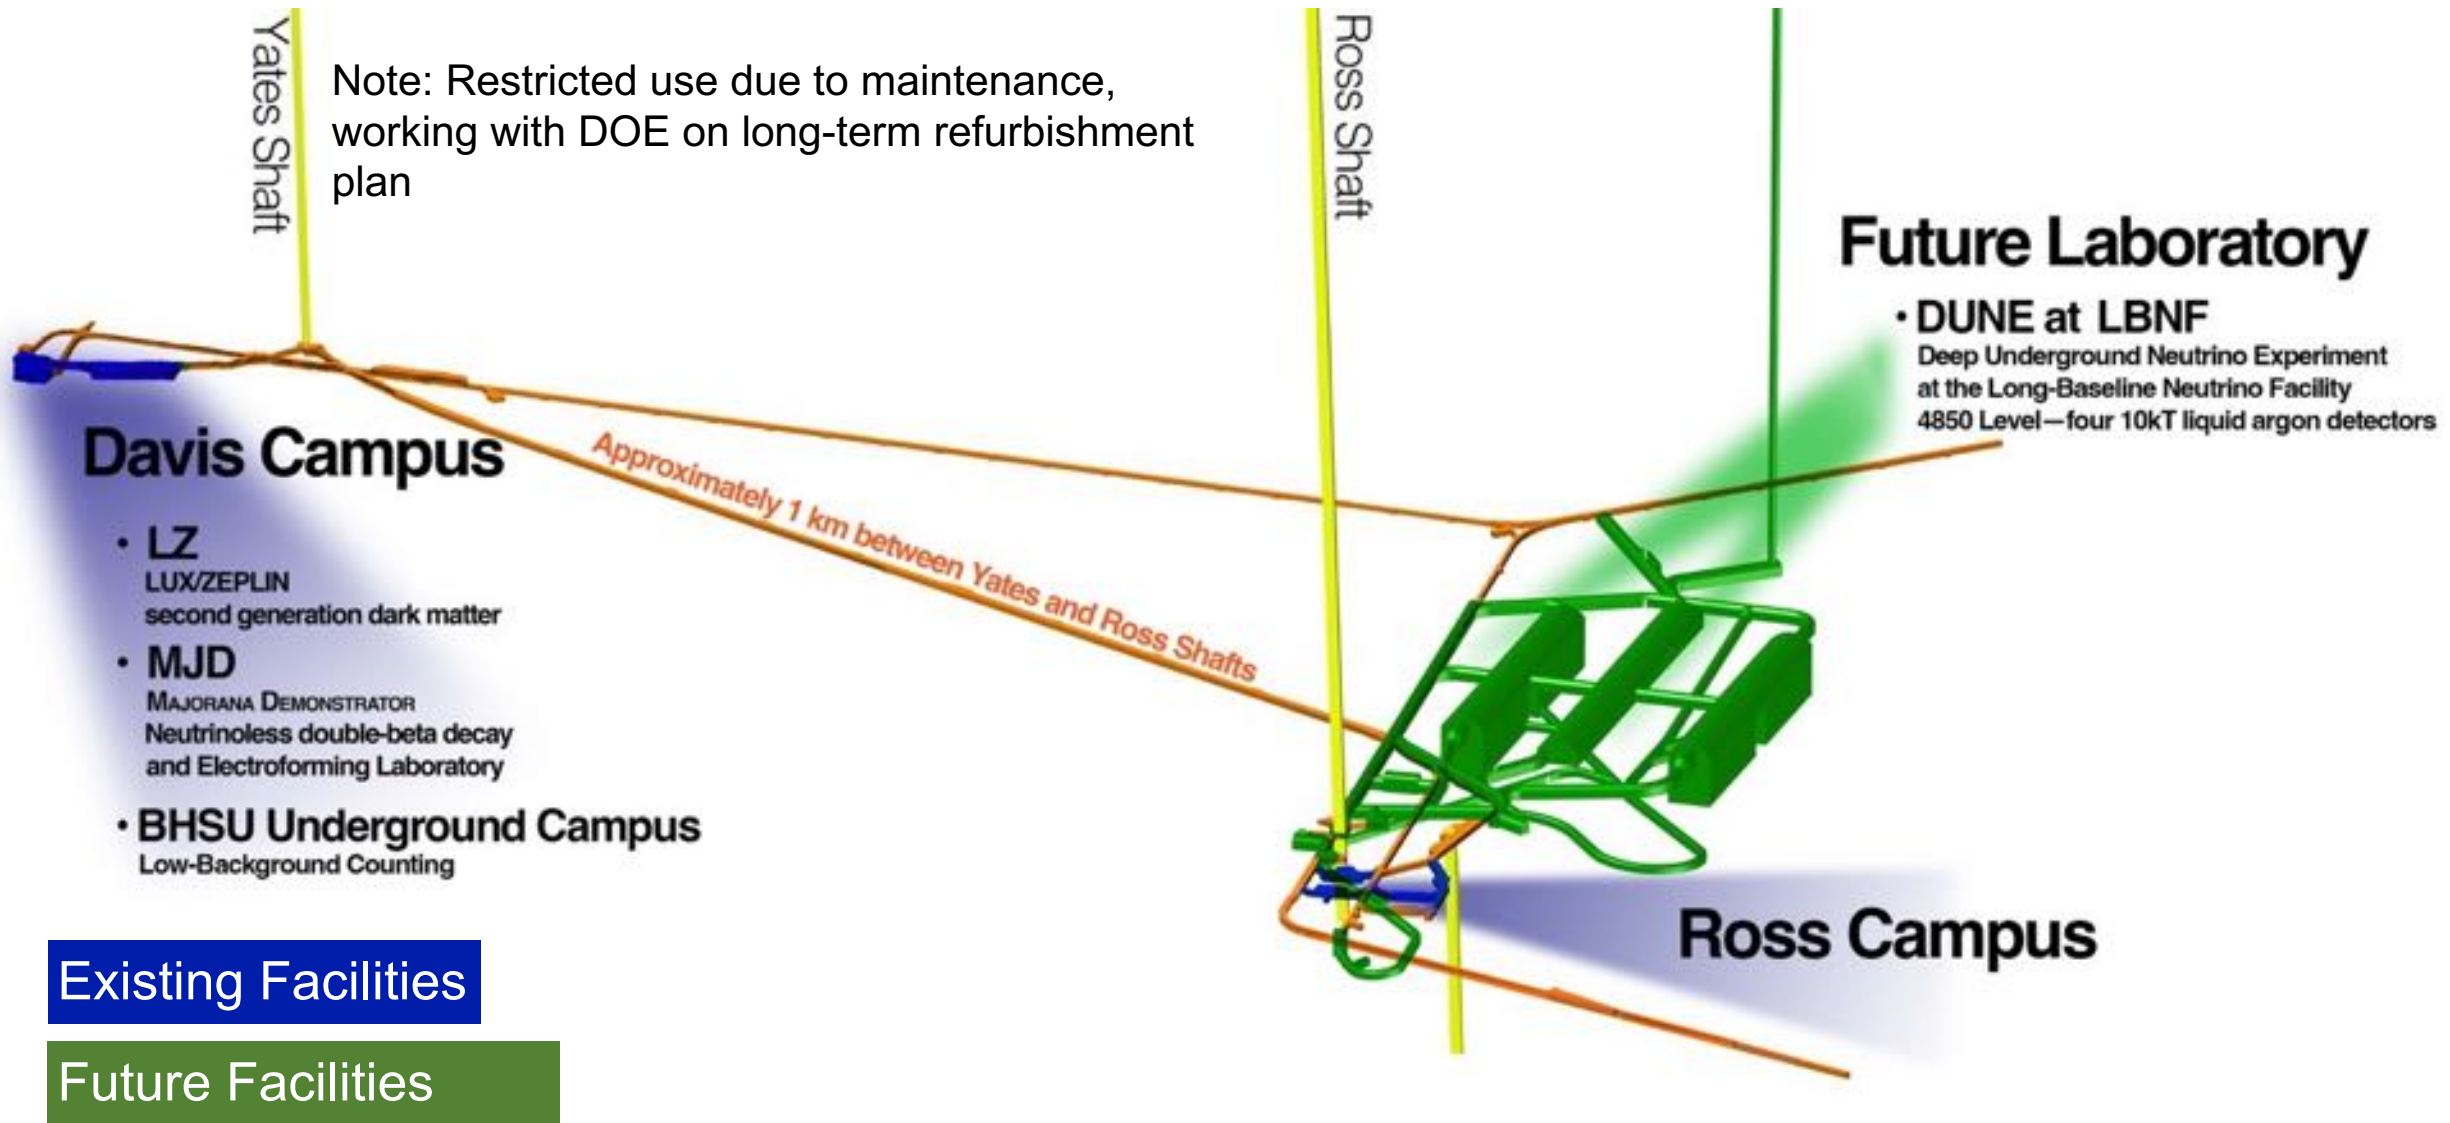 Yates Shaft
Note: Restricted use due to maintenance,
working with DOE on long-term refurbishment
plan
Ross Shaft
Future Laboratory
• DUNE at LBNF
Deep Underground Neutrino Experiment
at the Long-Baseline Neutrino Facility
4850 Level—four 10kT liquid argon detectors
Approximately 1 km between Yates and Ross Shafts
Davis Campus
• LZ
LUX/ZEPLIN
second generation dark matter
• MJD
MAJORANA DEMONSTRATOR
Neutrinoless double-beta decay
and Electroforming Laboratory
• BHSU Underground Campus
Low-Background Counting
Ross Campus
Existing Facilities
Future Facilities